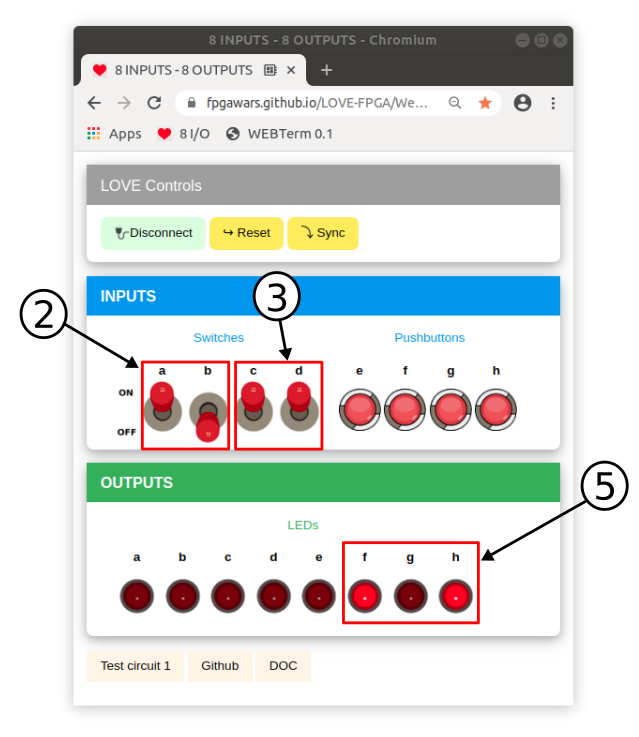 8 INPUTS - 8 OUTPUTS - Chromium
8 INPUTS - 8 OUTPUTS
fpgawars.github.io/LOVE-FPGA/We...
Apps 8 I/O WEBTerm 0.1
LOVE Controls
Disconnect ↪ Reset ⤵ Sync
INPUTS
2
3
Switches Pushbuttons
a b c d e f g h
ON
OFF
OUTPUTS
5
LEDs
a b c d e f g h
Test circuit 1 Github DOC